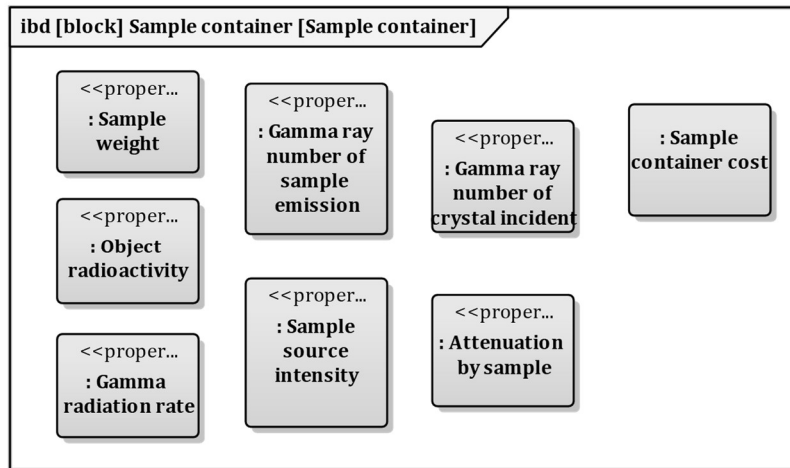 ibd [block] Sample container [Sample container]
<<proper...
: Sample
weight
<<proper...
: Object
radioactivity
<<proper...
: Gamma
radiation rate
<<proper...
: Gamma ray
number of
sample
emission
<<proper...
: Sample
source
intensity
<<proper...
: Gamma ray
number of
crystal incident
<<proper...
: Attenuation
by sample
: Sample
container cost